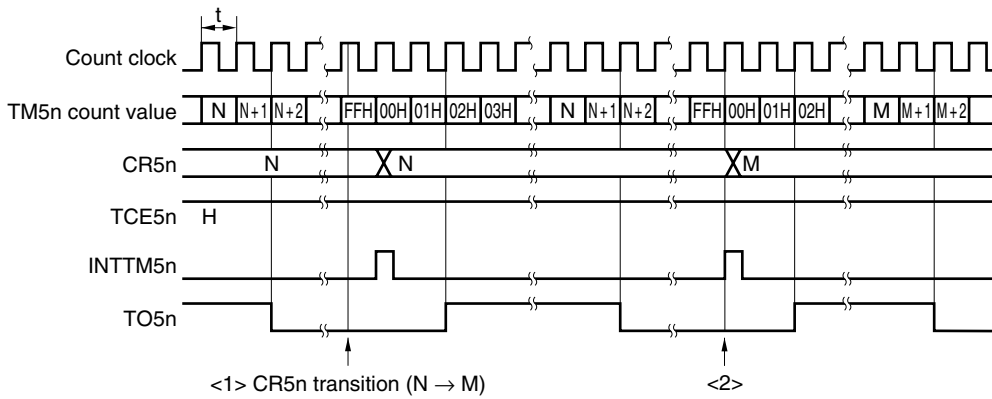 t
Count clock
TM5n count value N N+1 N+2 FFH 00H 01H 02H 03H N N+1 N+2 FFH 00H 01H 02H M M+1 M+2
CR5n N N M
TCE5n H
INTTM5n
TO5n
<1> CR5n transition (N → M) <2>